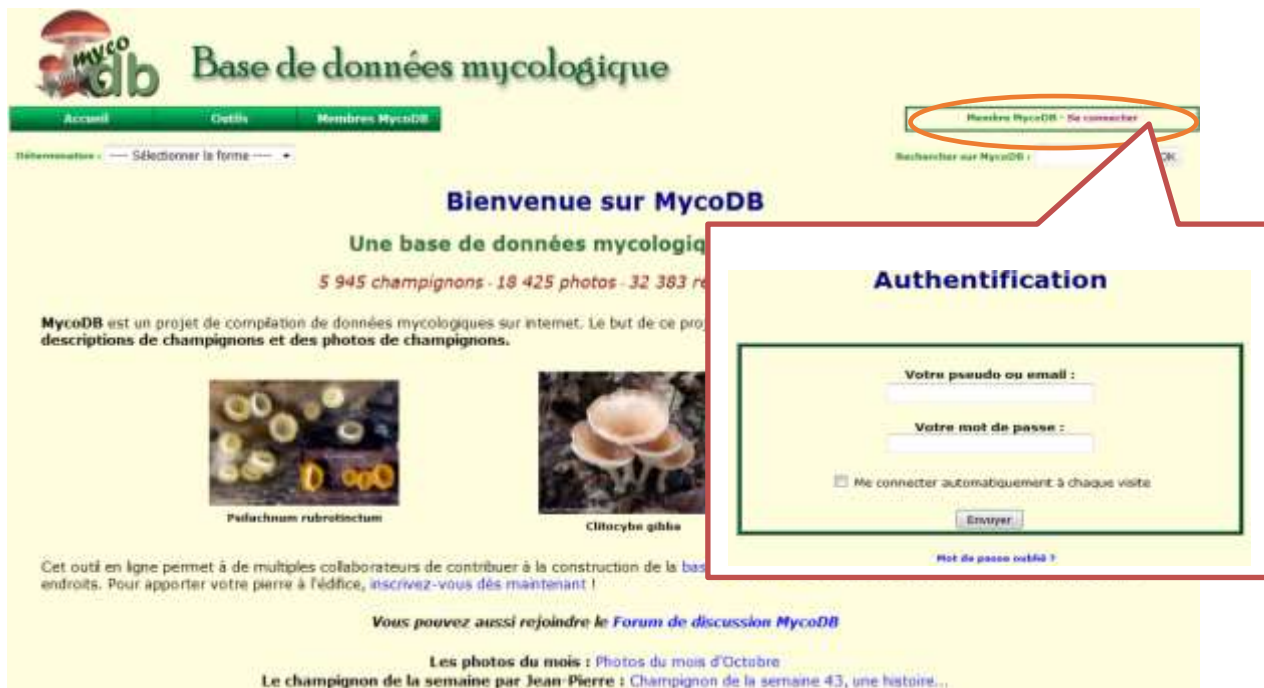 myco
db
Base de données mycologique
Accueil Outils Membres MycoDB
Membre MycoDB - Se connecter
Détermination : ---- Sélectionner la forme ----
Rechercher sur MycoDB : OK
Bienvenue sur MycoDB
Une base de données mycologiq
5 945 champignons - 18 425 photos - 32 383 re
MycoDB est un projet de compilation de données mycologiques sur internet. Le but de ce proj
descriptions de champignons et des photos de champignons.
Psilachnum rubrotinctum
Clitocybe gibba
Authentification
Votre pseudo ou email :
Votre mot de passe :
Me connecter automatiquement à chaque visite
Envoyer
Mot de passe oublié ?
Cet outil en ligne permet à de multiples collaborateurs de contribuer à la construction de la bas
endroits. Pour apporter votre pierre à l'édifice, inscrivez-vous dès maintenant !
Vous pouvez aussi rejoindre le Forum de discussion MycoDB
Les photos du mois : Photos du mois d'Octobre
Le champignon de la semaine par Jean-Pierre : Champignon de la semaine 43, une histoire...